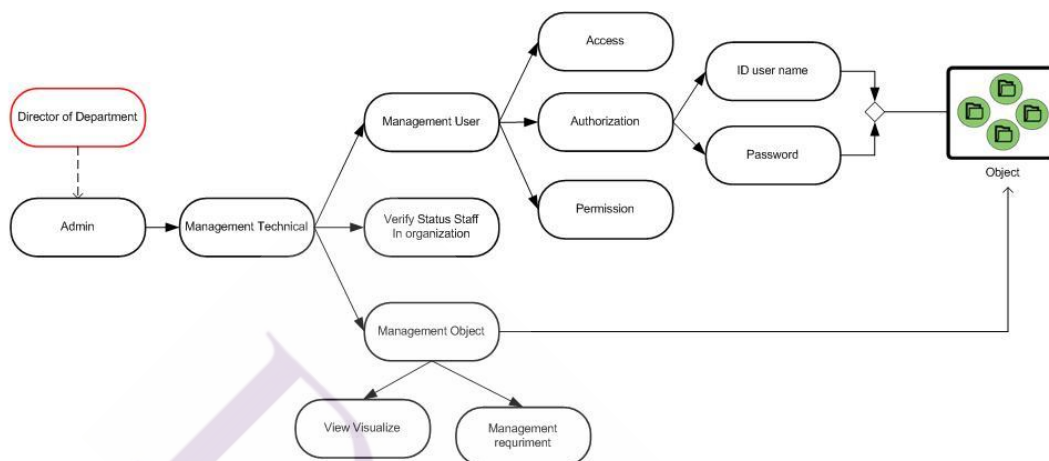 Access
ID user name
Director of Department
Management User
Authorization
Password
Object
Permission
Admin
Management Technical
Verify Status Staff
In organization
Management Object
View Visualize
Management
requriment